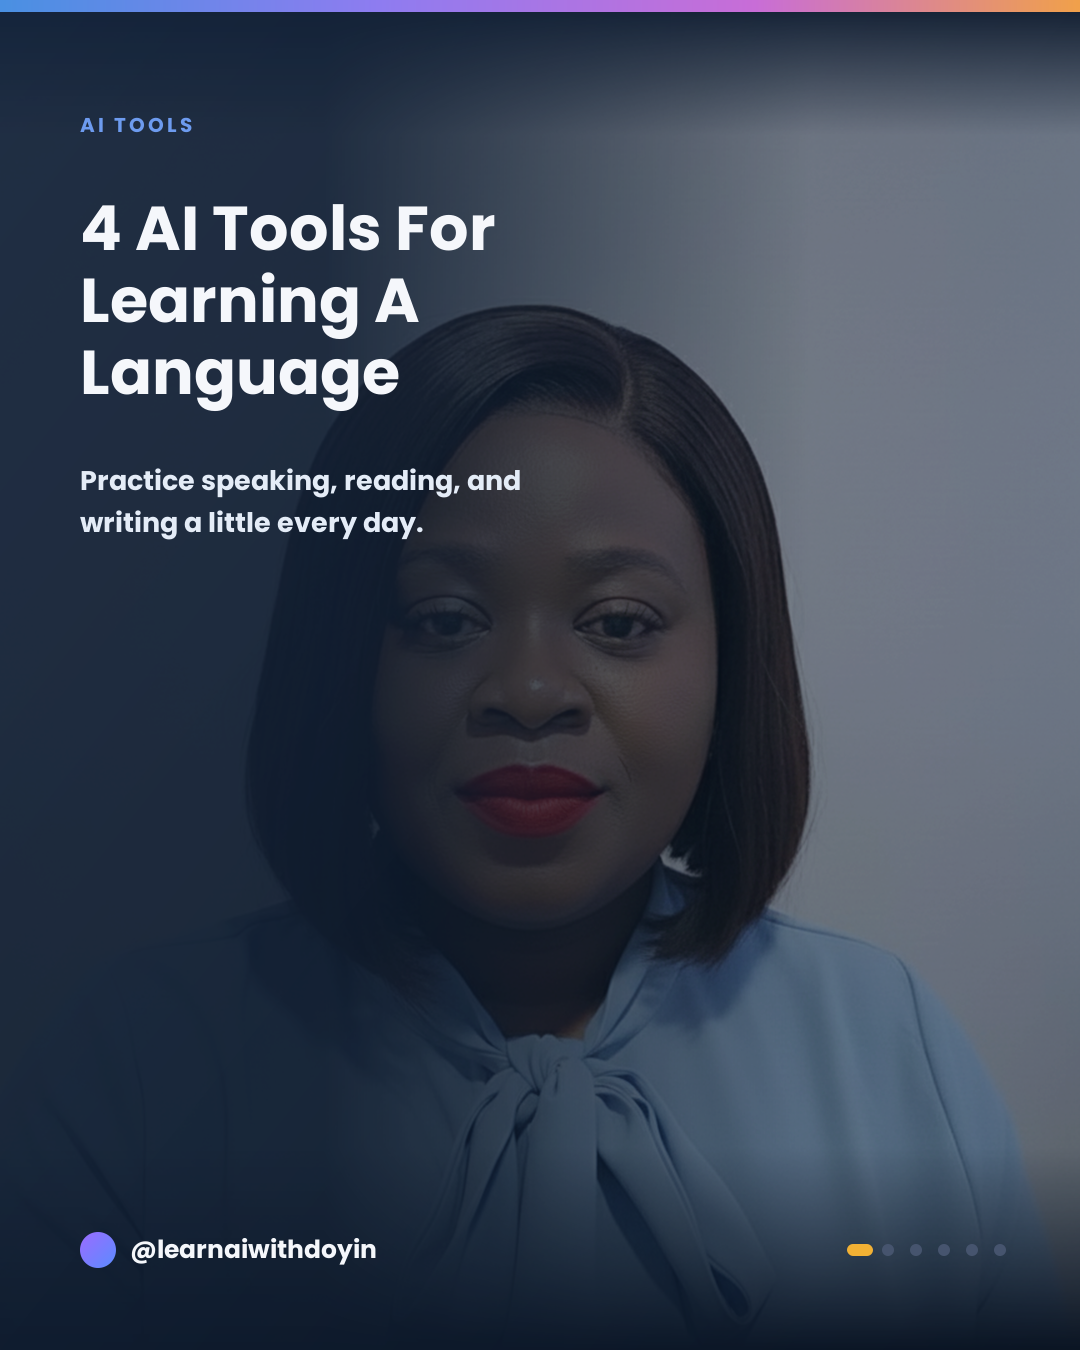 AI TOOLS
4 AI Tools For
Learning A
Language
Practice speaking, reading, and
writing a little every day.
@learnaiwithdoyin